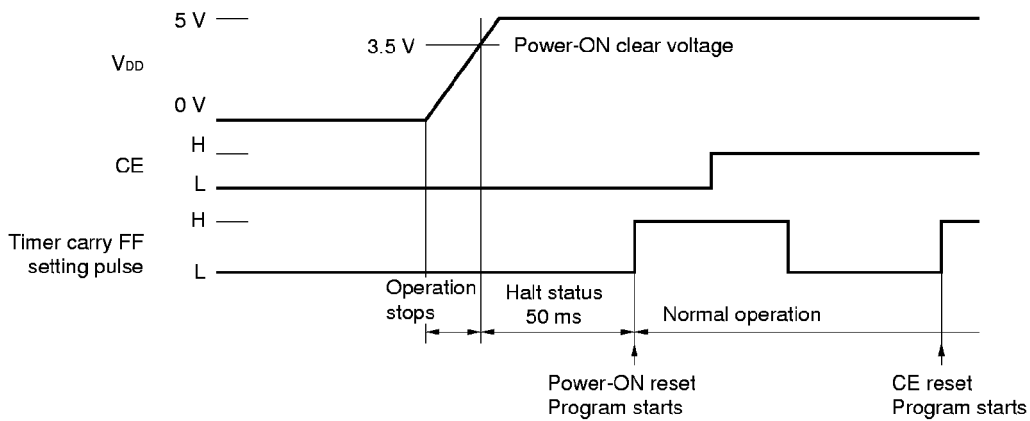 5 V
3.5 V
Power-ON clear voltage
VDD
0 V
H
CE
L
H
Timer carry FF
setting pulse
L
Operation
stops
Halt status
50 ms
Normal operation
Power-ON reset
Program starts
CE reset
Program starts